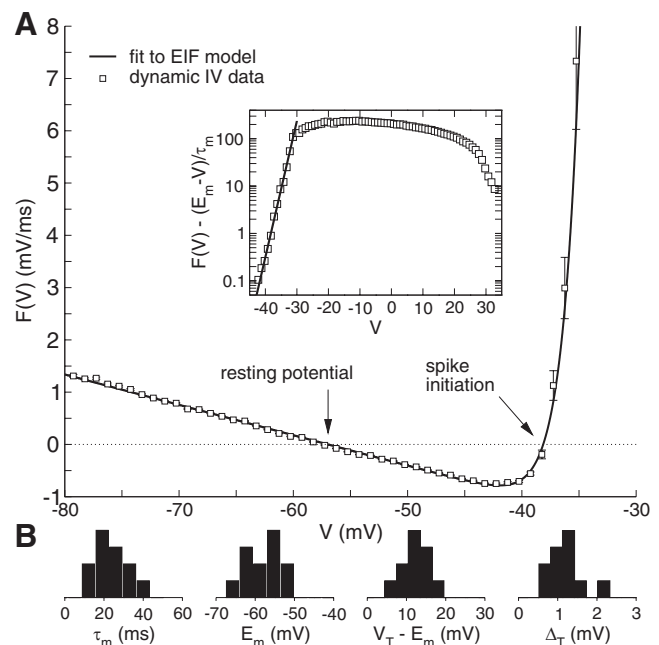 A
fit to EIF model
dynamic IV data
F(V) (mV/ms)
8
7
6
5
4
3
2
1
0
-1
F(V) - (E_m-V)/τ_m
100
10
1
0.1
-40 -30 -20 -10 0 10 20 30
V
resting potential
spike
initiation
-80 -70 -60 -50 -40 -30
V (mV)
B
0 20 40 60
τ_m (ms)
-70 -60 -50 -40
E_m (mV)
0 10 20 30
V_T - E_m (mV)
0 1 2 3
Δ_T (mV)